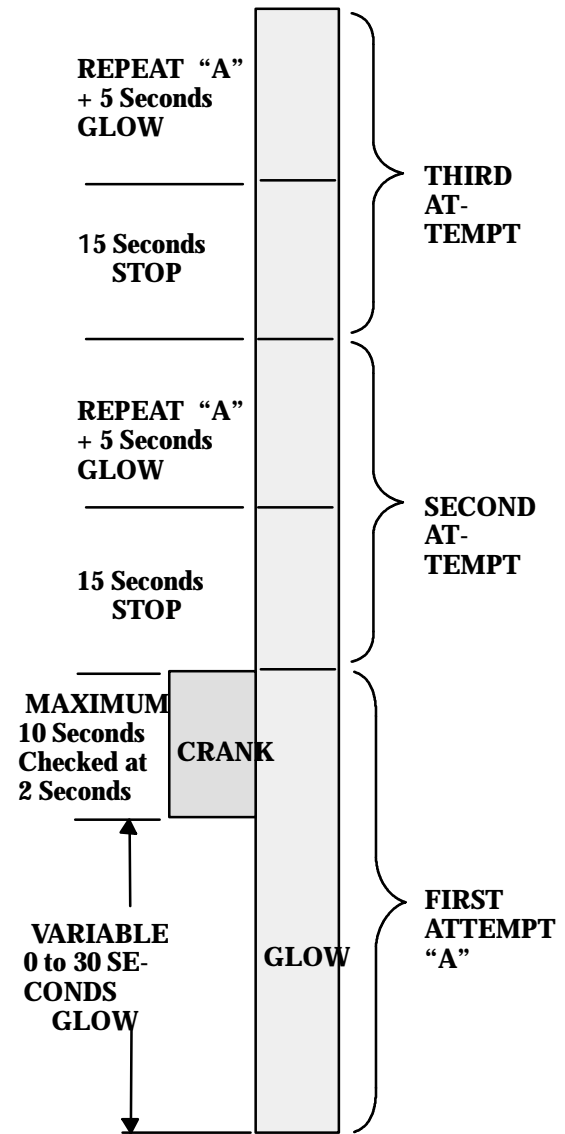 REPEAT “A”
+ 5 Seconds
GLOW
THIRD
AT-
TEMPT
15 Seconds
STOP
REPEAT “A”
+ 5 Seconds
GLOW
SECOND
AT-
TEMPT
15 Seconds
STOP
MAXIMUM
10 Seconds
Checked at
2 Seconds
CRANK
VARIABLE
0 to 30 SE-
CONDS
GLOW
GLOW
FIRST
ATTEMPT
“A”